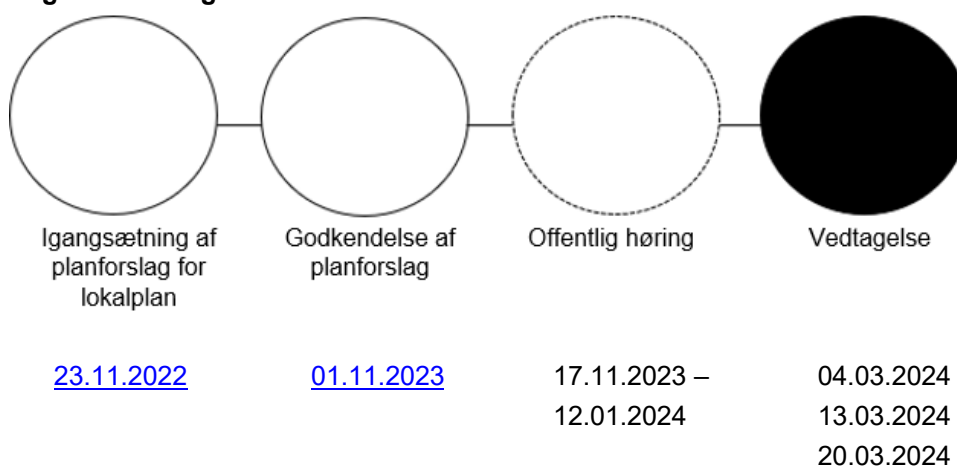 Igangsætning af
planforslag for
lokalplan
Godkendelse af
planforslag
Offentlig høring
Vedtagelse
23.11.2022
01.11.2023
17.11.2023 –
12.01.2024
04.03.2024
13.03.2024
20.03.2024